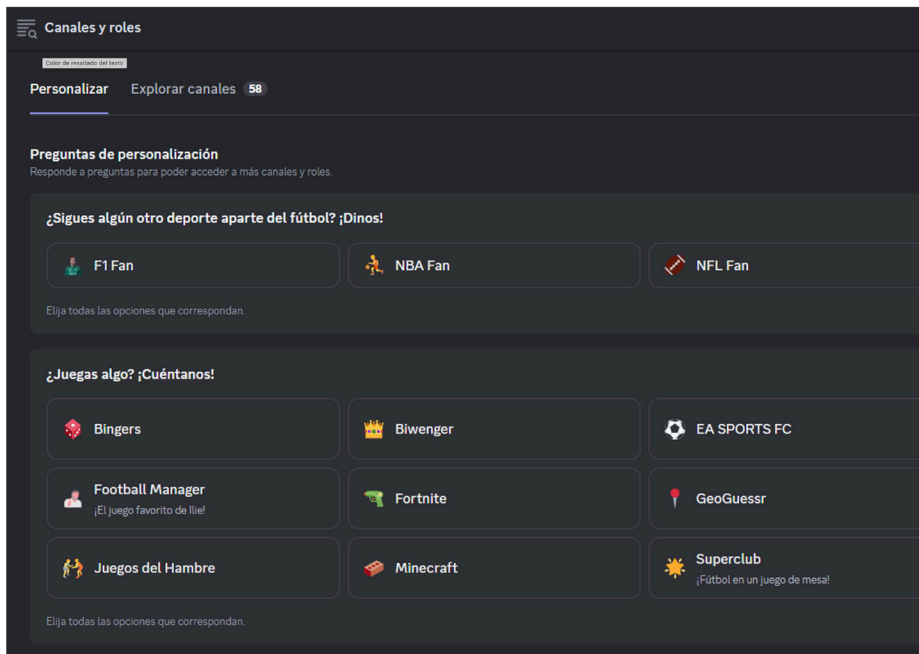 Canales y roles
Color de resaltado del texto
Personalizar Explorar canales 58
Preguntas de personalización
Responde a preguntas para poder acceder a más canales y roles.
¿Sigues algún otro deporte aparte del fútbol? ¡Dinos!
F1 Fan NBA Fan NFL Fan
Elija todas las opciones que correspondan.
¿Juegas algo? ¡Cuéntanos!
Bingers Biwenger EA SPORTS FC
Football Manager
¡El juego favorito de Ilie!
Fortnite GeoGuessr
Juegos del Hambre Minecraft Superclub
¡Fútbol en un juego de mesa!
Elija todas las opciones que correspondan.